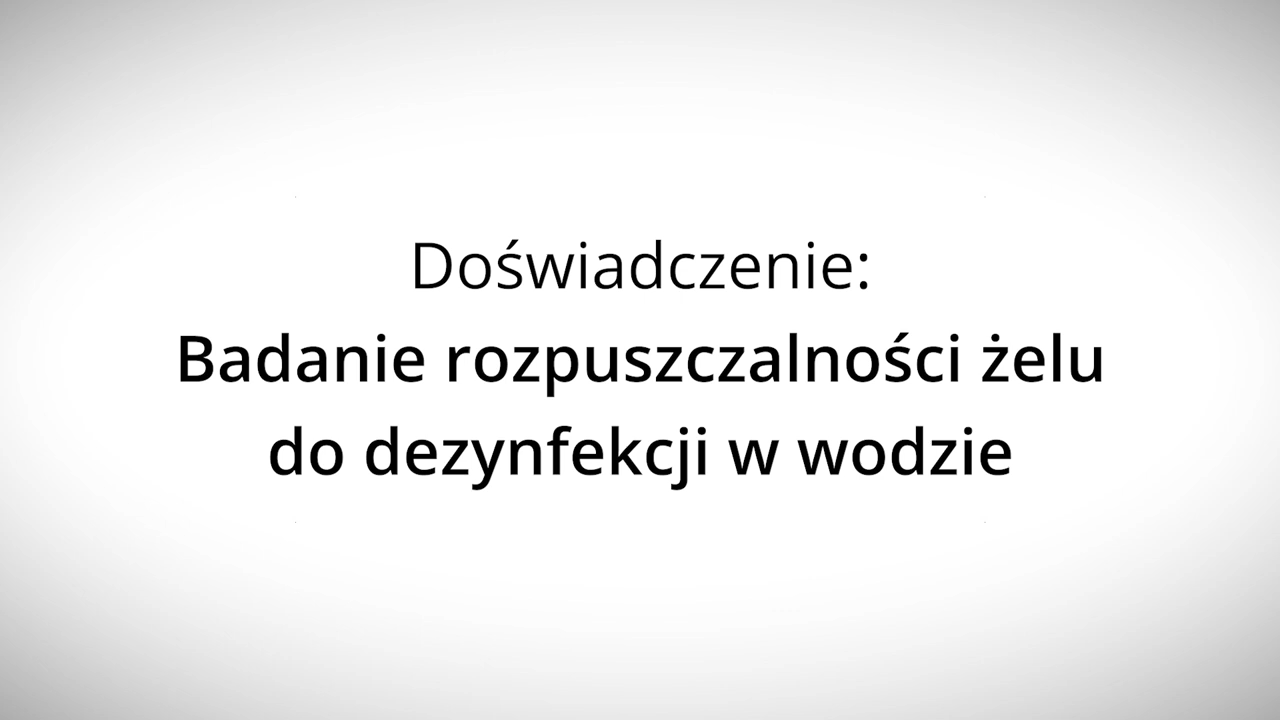 Doświadczenie:
Badanie rozpuszczalności żelu
do dezynfekcji w wodzie